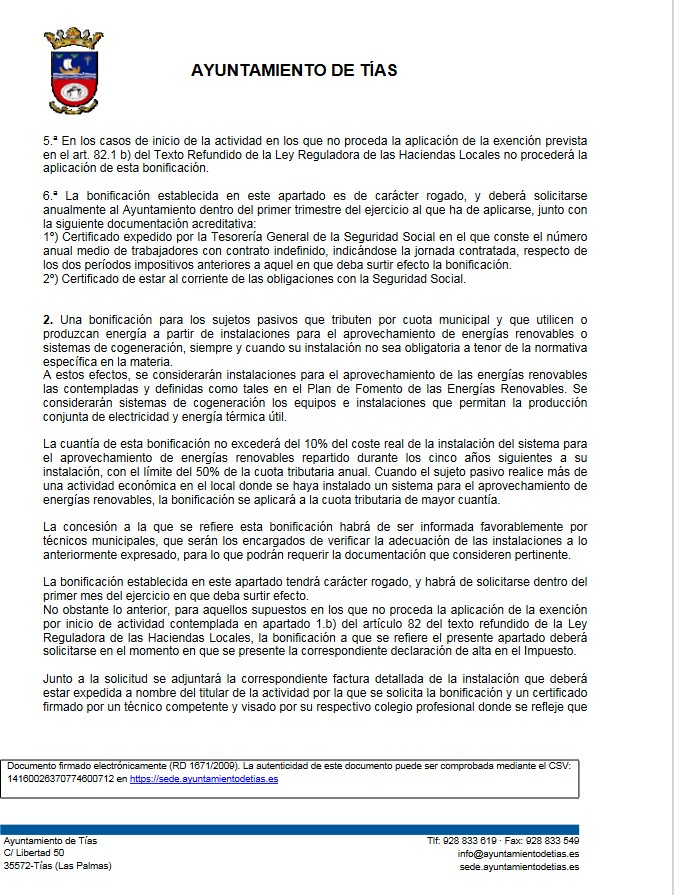 AYUNTAMIENTO DE TÍAS
5.ª En los casos de inicio de la actividad en los que no proceda la aplicación de la exención prevista
en el art. 82.1 b) del Texto Refundido de la Ley Reguladora de las Haciendas Locales no procederá la
aplicación de esta bonificación.
6.ª La bonificación establecida en este apartado es de carácter rogado, y deberá solicitarse
anualmente al Ayuntamiento dentro del primer trimestre del ejercicio al que ha de aplicarse, junto con
la siguiente documentación acreditativa:
1º) Certificado expedido por la Tesorería General de la Seguridad Social en el que conste el número
anual medio de trabajadores con contrato indefinido, indicándose la jornada contratada, respecto de
los dos períodos impositivos anteriores a aquel en que deba surtir efecto la bonificación.
2º) Certificado de estar al corriente de las obligaciones con la Seguridad Social.
2. Una bonificación para los sujetos pasivos que tributen por cuota municipal y que utilicen o
produzcan energía a partir de instalaciones para el aprovechamiento de energías renovables o
sistemas de cogeneración, siempre y cuando su instalación no sea obligatoria a tenor de la normativa
específica en la materia.
A estos efectos, se considerarán instalaciones para el aprovechamiento de las energías renovables
las contempladas y definidas como tales en el Plan de Fomento de las Energías Renovables. Se
considerarán sistemas de cogeneración los equipos e instalaciones que permitan la producción
conjunta de electricidad y energía térmica útil.
La cuantía de esta bonificación no excederá del 10% del coste real de la instalación del sistema para
el aprovechamiento de energías renovables repartido durante los cinco años siguientes a su
instalación, con el límite del 50% de la cuota tributaria anual. Cuando el sujeto pasivo realice más de
una actividad económica en el local donde se haya instalado un sistema para el aprovechamiento de
energías renovables, la bonificación se aplicará a la cuota tributaria de mayor cuantía.
La concesión a la que se refiere esta bonificación habrá de ser informada favorablemente por
técnicos municipales, que serán los encargados de verificar la adecuación de las instalaciones a lo
anteriormente expresado, para lo que podrán requerir la documentación que consideren pertinente.
La bonificación establecida en este apartado tendrá carácter rogado, y habrá de solicitarse dentro del
primer mes del ejercicio en que deba surtir efecto.
No obstante lo anterior, para aquellos supuestos en los que no proceda la aplicación de la exención
por inicio de actividad contemplada en apartado 1.b) del artículo 82 del texto refundido de la Ley
Reguladora de las Haciendas Locales, la bonificación a que se refiere el presente apartado deberá
solicitarse en el momento en que se presente la correspondiente declaración de alta en el Impuesto.
Junto a la solicitud se adjuntará la correspondiente factura detallada de la instalación que deberá
estar expedida a nombre del titular de la actividad por la que se solicita la bonificación y un certificado
firmado por un técnico competente y visado por su respectivo colegio profesional donde se refleje que
Documento firmado electrónicamente (RD 1671/2009). La autenticidad de este documento puede ser comprobada mediante el CSV:
14160026370774600712 en https://sede.ayuntamientodetias.es
Ayuntamiento de Tías
C/ Libertad 50
35572-Tías (Las Palmas)
Tlf: 928 833 619 · Fax: 928 833 549
info@ayuntamientodetias.es
sede.ayuntamientodetias.es